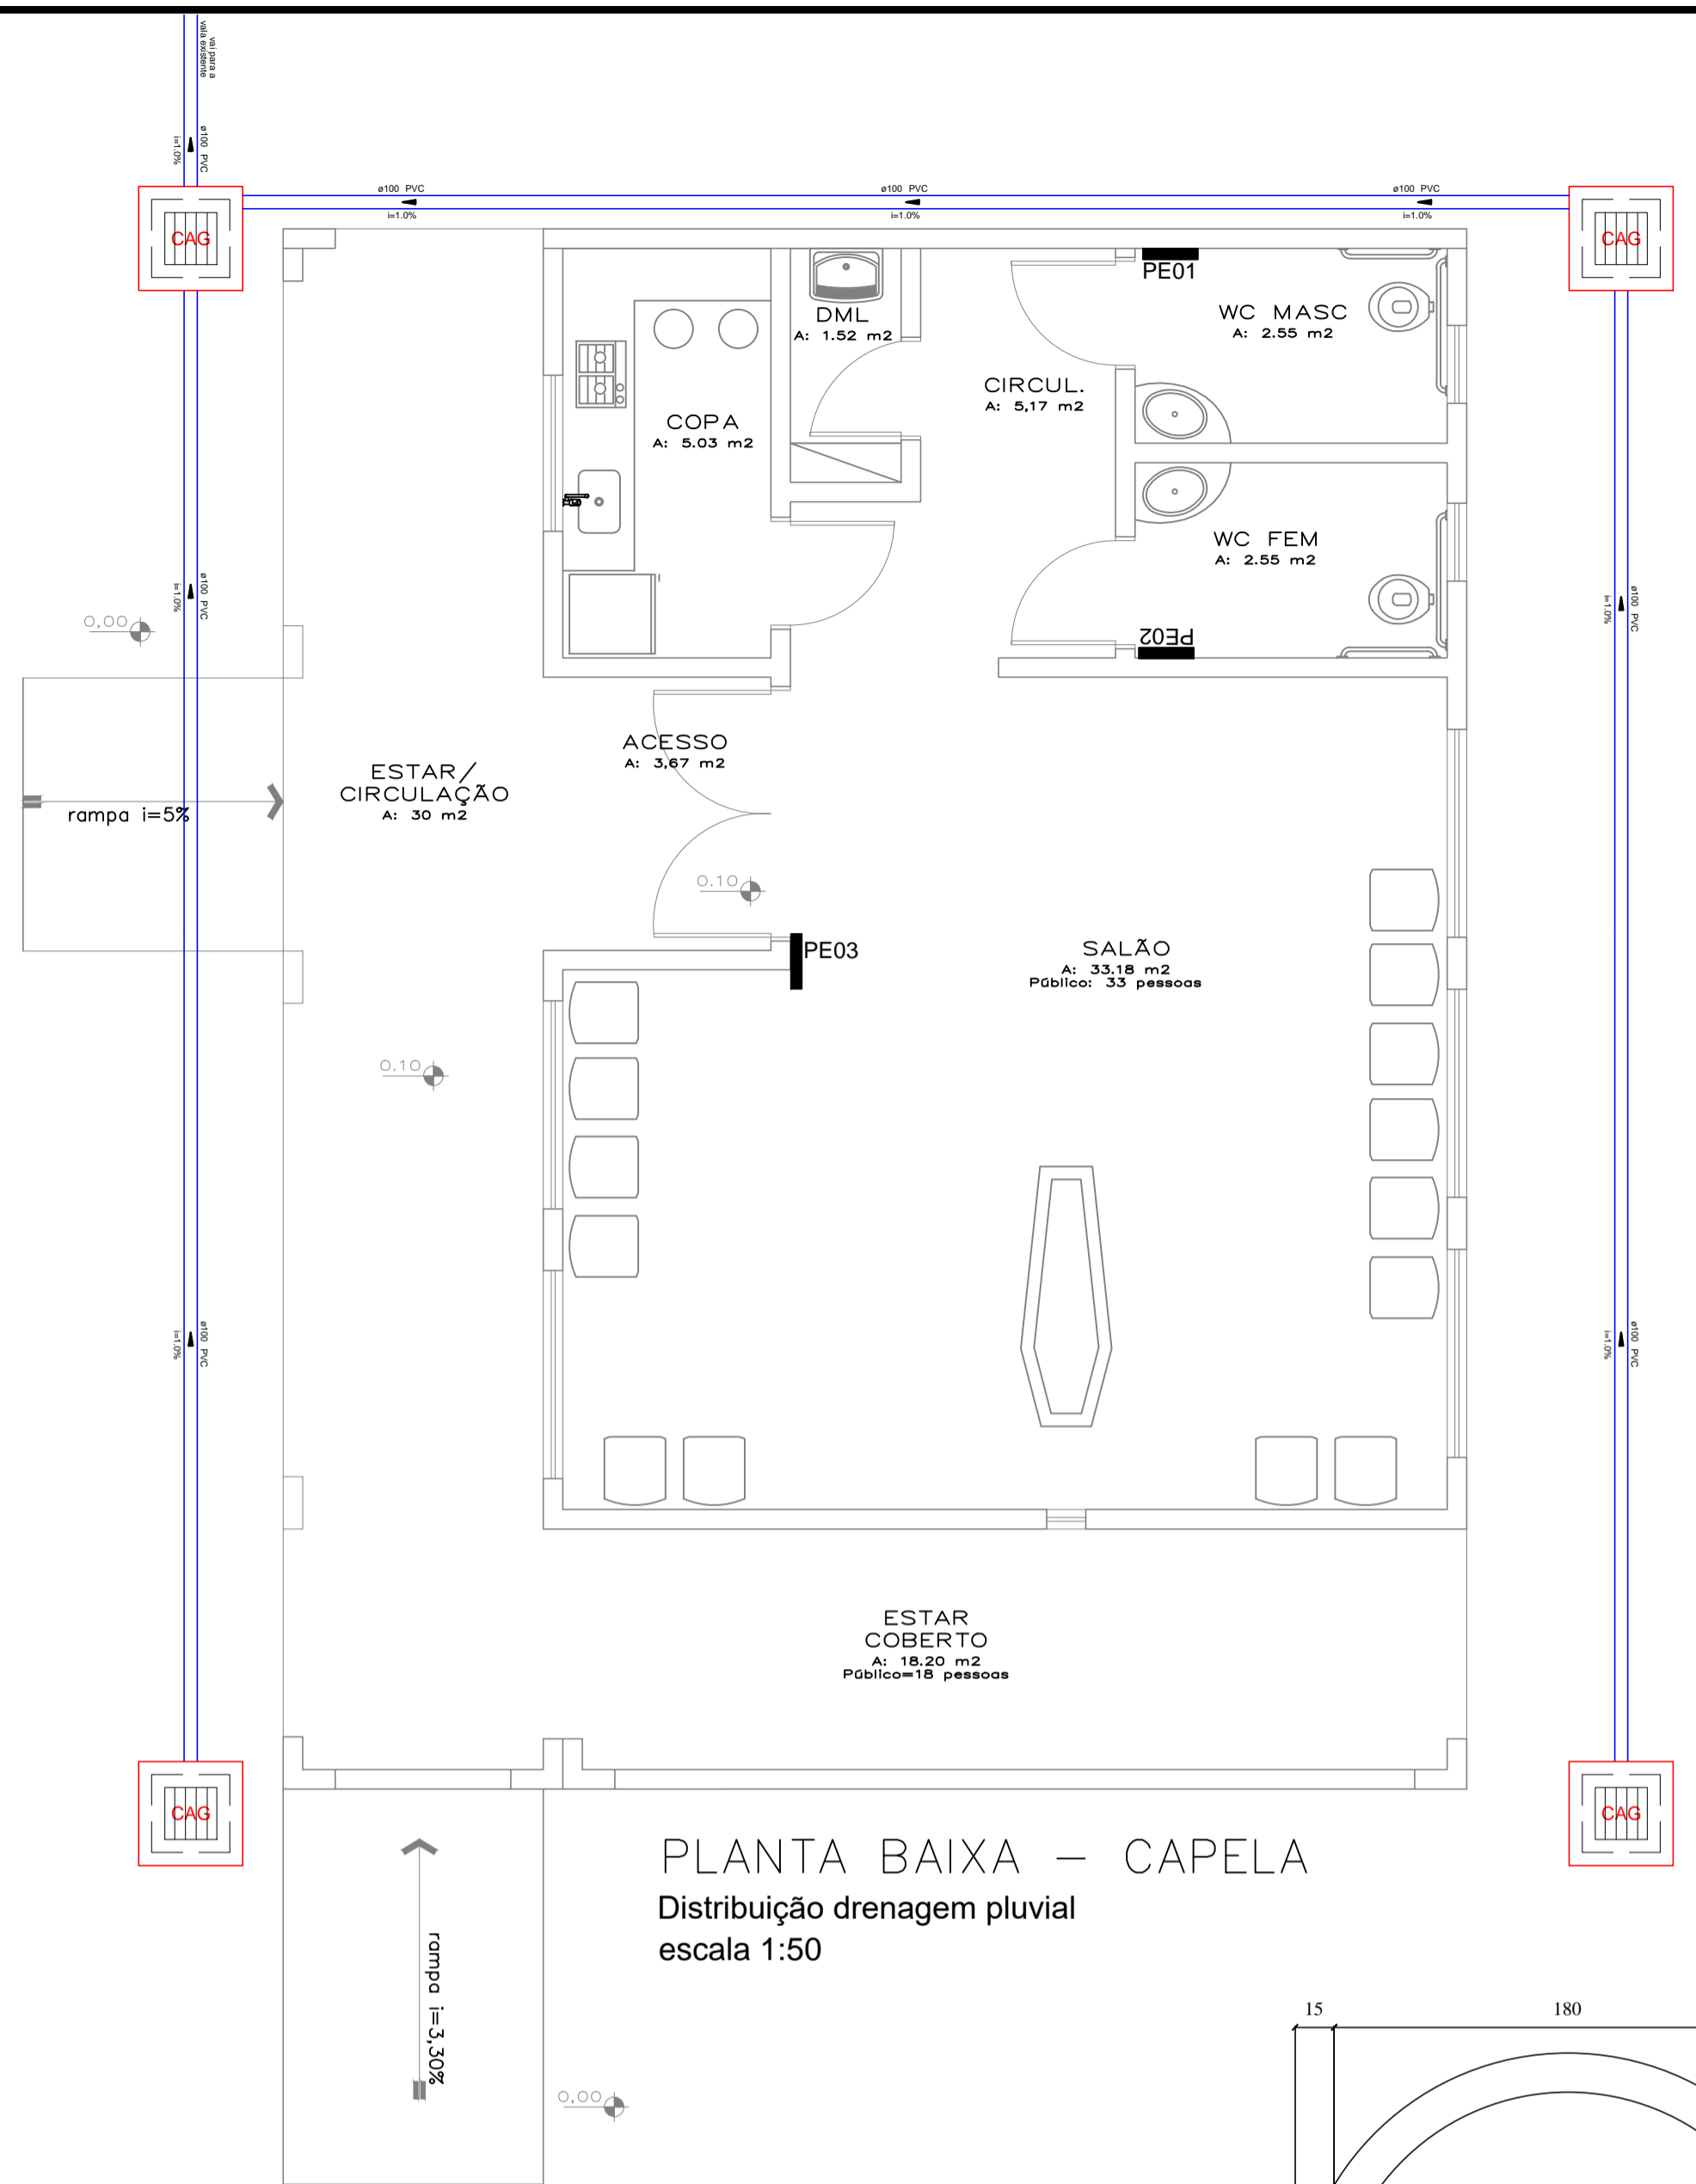 vai para a
vala existente
ø100 PVC
i=1.0%
ø100 PVC
i=1.0%
ø100 PVC
i=1.0%
ø100 PVC
i=1.0%
CAG
CAG
PE01
DML
A: 1.52 m2
WC MASC
A: 2.55 m2
CIRCUL.
A: 5,17 m2
COPA
A: 5.03 m2
WC FEM
A: 2.55 m2
ø100 PVC
i=1.0%
ø100 PVC
i=1.0%
0,00
PE02
ACESSO
A: 3,67 m2
ESTAR/
CIRCULAÇÃO
A: 30 m2
rampa i=5%
0.10
PE03
SALÃO
A: 33.18 m2
Público: 33 pessoas
0.10
ø100 PVC
i=1.0%
ø100 PVC
i=1.0%
ESTAR
COBERTO
A: 18.20 m2
Público=18 pessoas
CAG
CAG
PLANTA BAIXA – CAPELA
Distribuição drenagem pluvial
escala 1:50
rampa i=3,30%
0,00
15
180